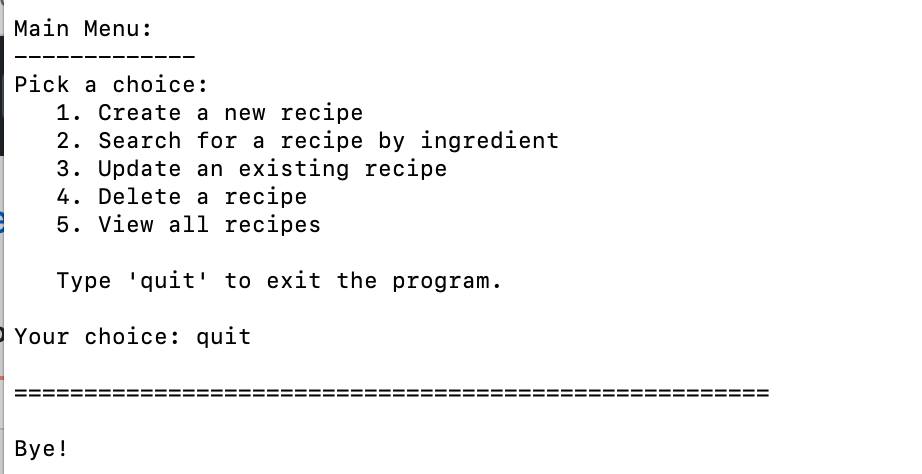 Main Menu:
-------------
Pick a choice:
1. Create a new recipe
2. Search for a recipe by ingredient
3. Update an existing recipe
4. Delete a recipe
5. View all recipes
Type 'quit' to exit the program.
Your choice: quit
======================================================
Bye!